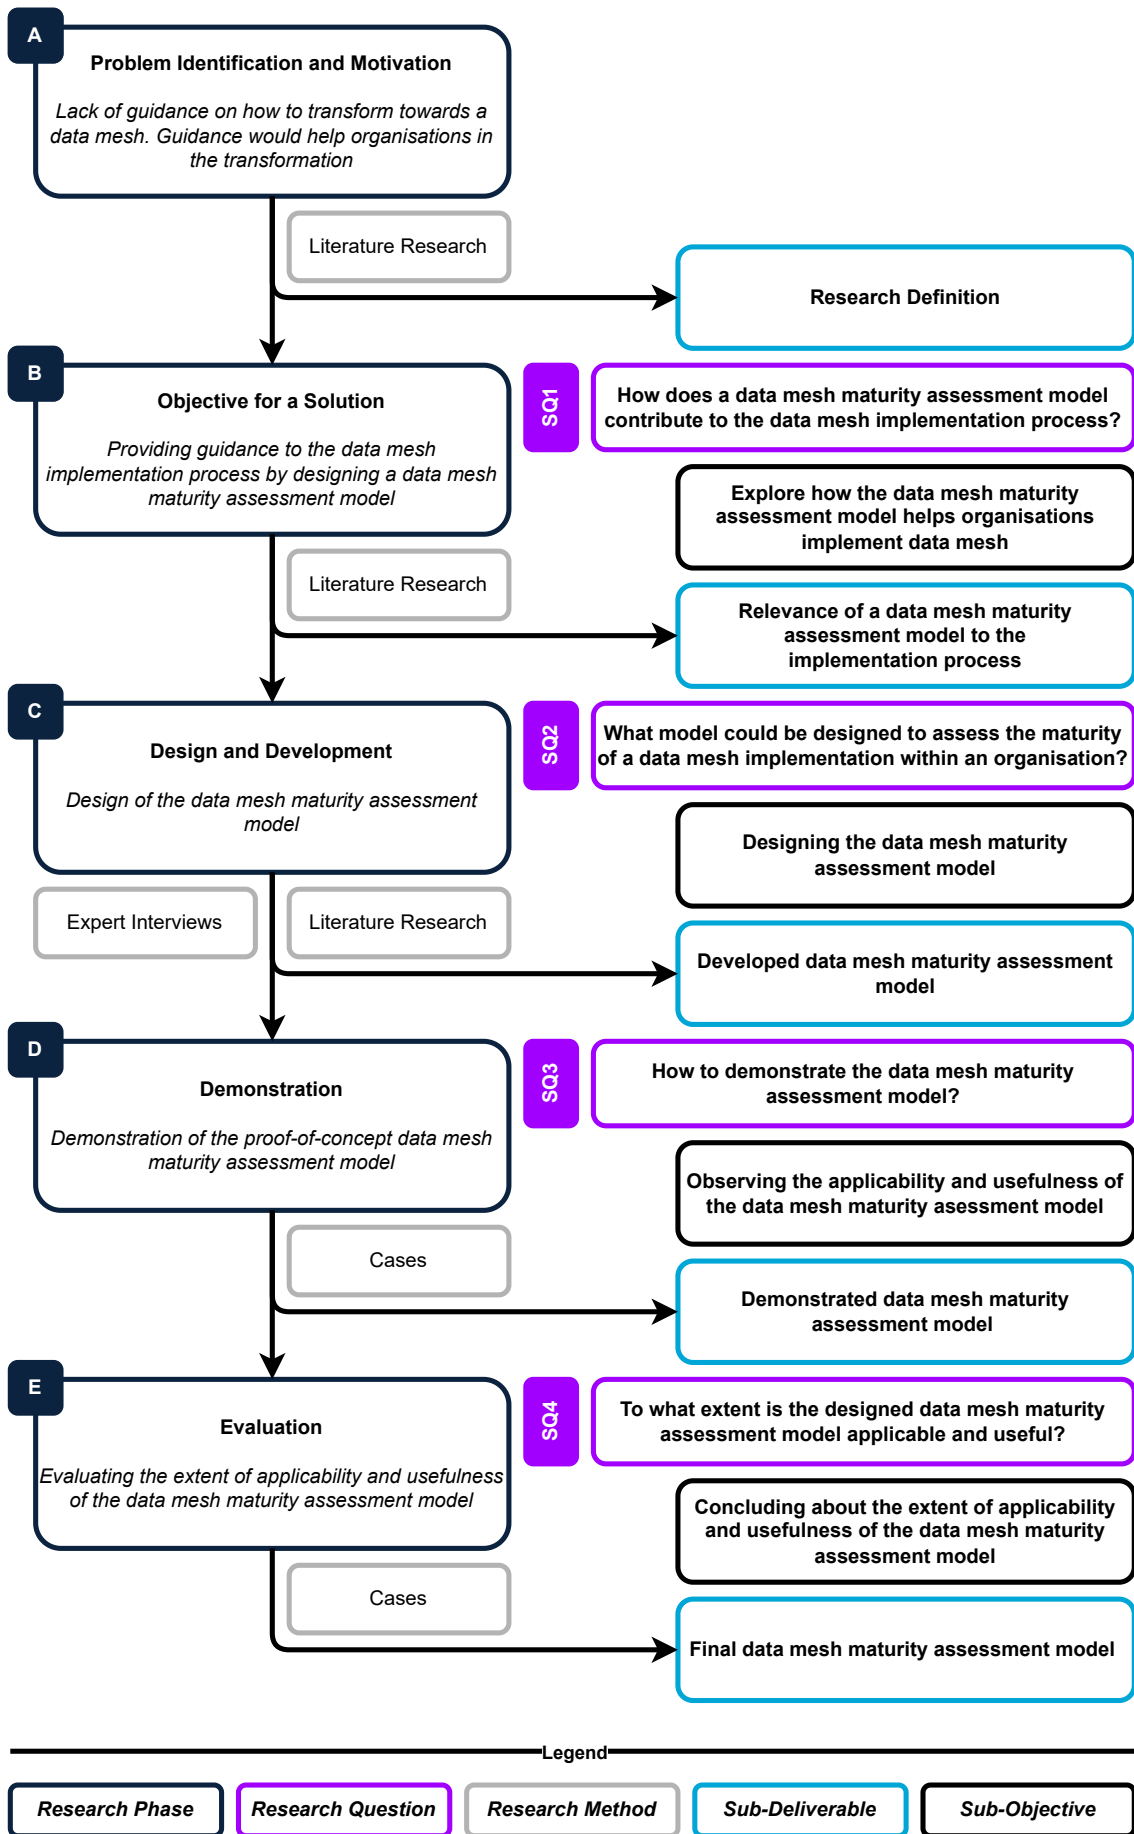 A
Problem Identification and Motivation
Lack of guidance on how to transform towards a
data mesh. Guidance would help organisations in
the transformation
Literature Research
Research Definition
B
Objective for a Solution
Providing guidance to the data mesh
implementation process by designing a data mesh
maturity assessment model
SQ1
How does a data mesh maturity assessment model
contribute to the data mesh implementation process?
Explore how the data mesh maturity
assessment model helps organisations
implement data mesh
Literature Research
Relevance of a data mesh maturity
assessment model to the
implementation process
C
Design and Development
Design of the data mesh maturity assessment
model
SQ2
What model could be designed to assess the maturity
of a data mesh implementation within an organisation?
Designing the data mesh maturity
assessment model
Expert Interviews
Literature Research
Developed data mesh maturity assessment
model
D
Demonstration
Demonstration of the proof-of-concept data mesh
maturity assessment model
SQ3
How to demonstrate the data mesh maturity
assessment model?
Observing the applicability and usefulness of
the data mesh maturity asessment model
Cases
Demonstrated data mesh maturity
assessment model
E
Evaluation
Evaluating the extent of applicability and usefulness
of the data mesh maturity assessment model
SQ4
To what extent is the designed data mesh maturity
assessment model applicable and useful?
Concluding about the extent of applicability
and usefulness of the data mesh maturity
assessment model
Cases
Final data mesh maturity assessment model
Legend
Research Phase
Research Question
Research Method
Sub-Deliverable
Sub-Objective